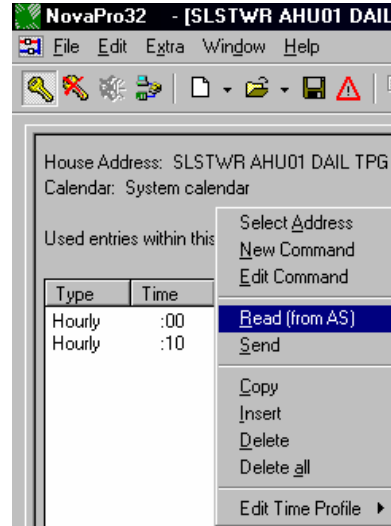 NovaPro32 - [SLSTWR AHU01 DAIL
File Edit Extra Window Help
House Address: SLSTWR AHU01 DAIL TPG
Calendar: System calendar
Used entries within this
Type Time
Hourly :00
Hourly :10
Select Address
New Command
Edit Command
Read (from AS)
Send
Copy
Insert
Delete
Delete all
Edit Time Profile